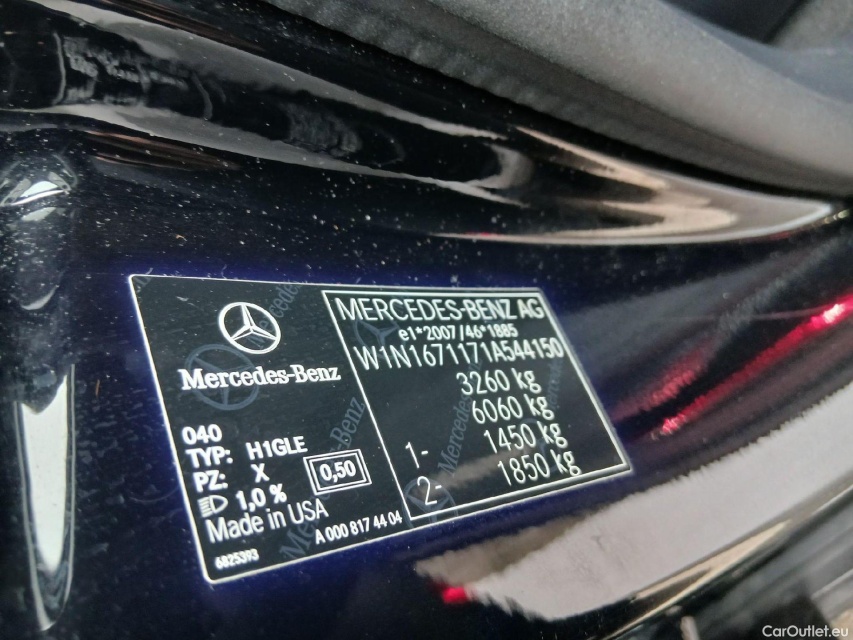 Mercedes-Benz
040
TYP: H1GLE
PZ: X
0,50
1,0 %
Made in USA
A 000 817 44 04
6825393
MERCEDES-BENZ AG
e1*2007/46*1885
W1N1671171A544150
3260 kg
6060 kg
1- 1450 kg
2- 1850 kg
CarOutlet.eu